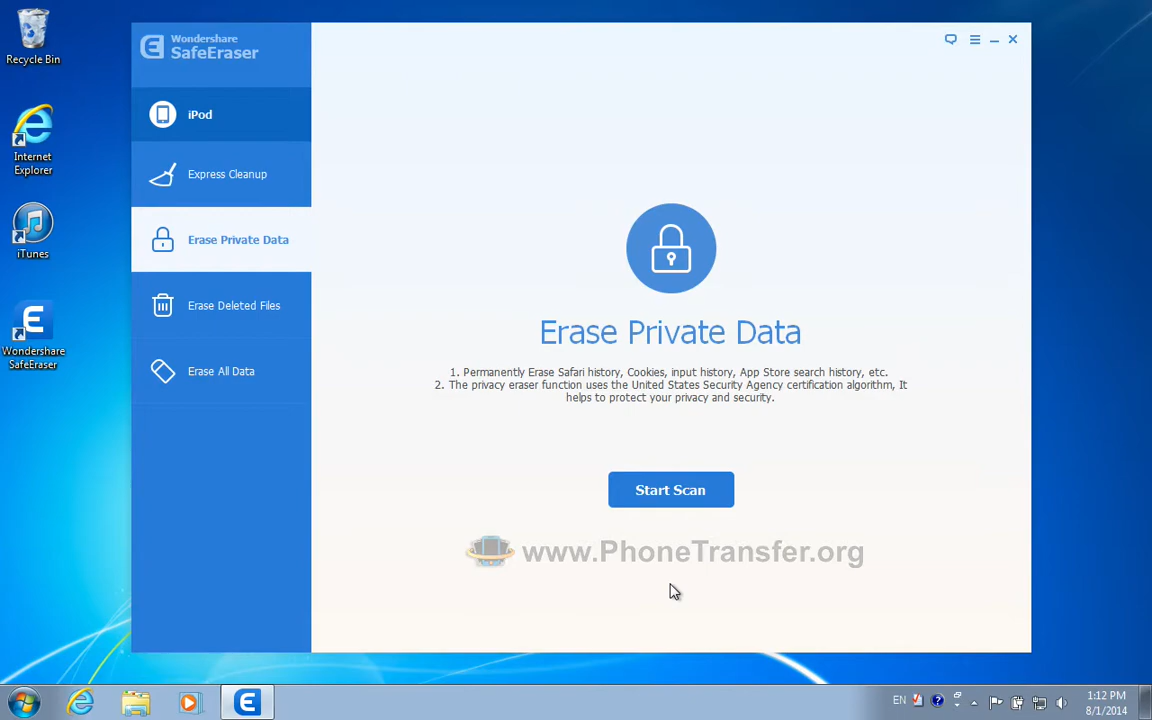 Recycle Bin
Internet
Explorer
iTunes
Wondershare
SafeEraser
Wondershare
SafeEraser
iPod
Express Cleanup
Erase Private Data
Erase Deleted Files
Erase All Data
Erase Private Data
1. Permanently Erase Safari history, Cookies, input history, App Store search history, etc.
2. The privacy eraser function uses the United States Security Agency certification algorithm, It
helps to protect your privacy and security.
Start Scan
www.PhoneTransfer.org
EN
1:12 PM
8/1/2014